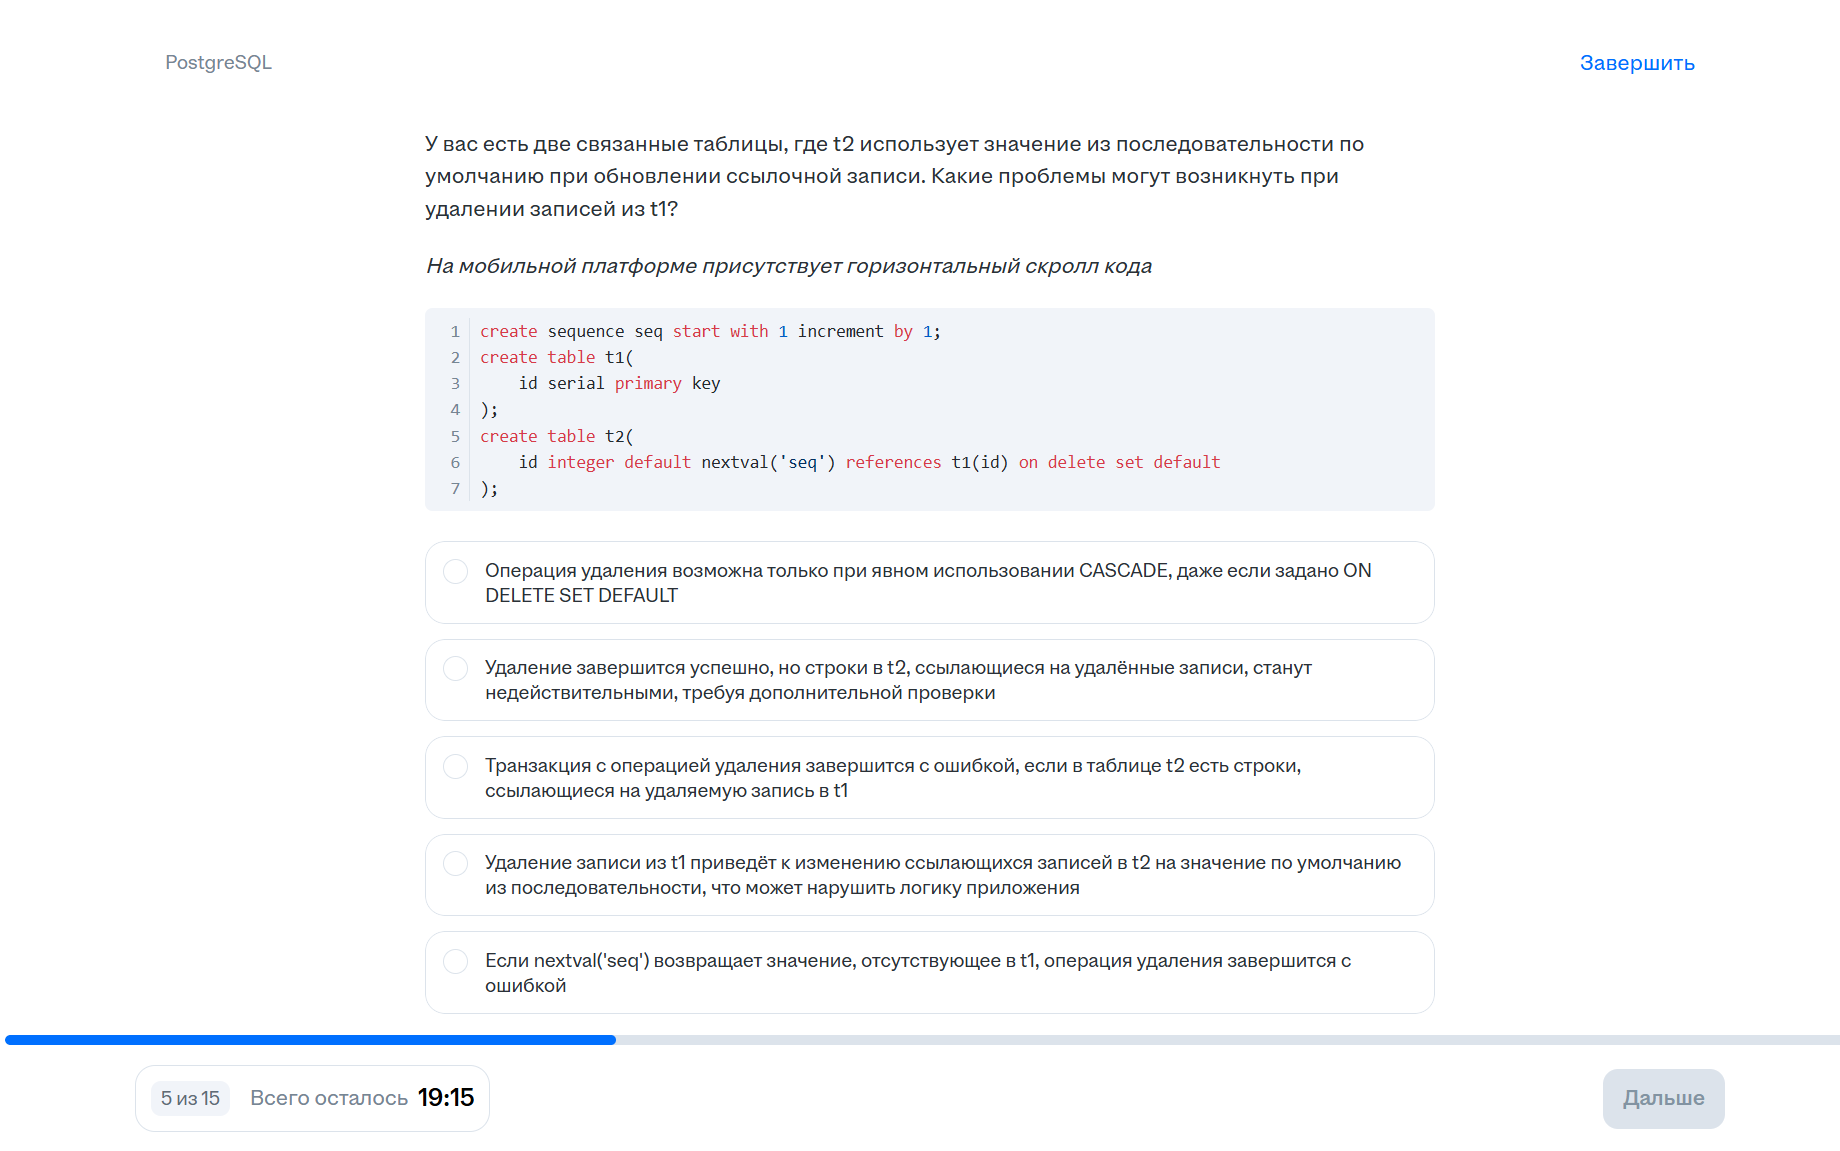 PostgreSQL
Завершить
У вас есть две связанные таблицы, где t2 использует значение из последовательности по
умолчанию при обновлении ссылочной записи. Какие проблемы могут возникнуть при
удалении записей из t1?
На мобильной платформе присутствует горизонтальный скролл кода
1 create sequence seq start with 1 increment by 1;
2 create table t1(
3     id serial primary key
4 );
5 create table t2(
6     id integer default nextval('seq') references t1(id) on delete set default
7 );
Операция удаления возможна только при явном использовании CASCADE, даже если задано ON
DELETE SET DEFAULT
Удаление завершится успешно, но строки в t2, ссылающиеся на удалённые записи, станут
недействительными, требуя дополнительной проверки
Транзакция с операцией удаления завершится с ошибкой, если в таблице t2 есть строки,
ссылающиеся на удаляемую запись в t1
Удаление записи из t1 приведёт к изменению ссылающихся записей в t2 на значение по умолчанию
из последовательности, что может нарушить логику приложения
Если nextval('seq') возвращает значение, отсутствующее в t1, операция удаления завершится с
ошибкой
5 из 15
Всего осталось 19:15
Дальше